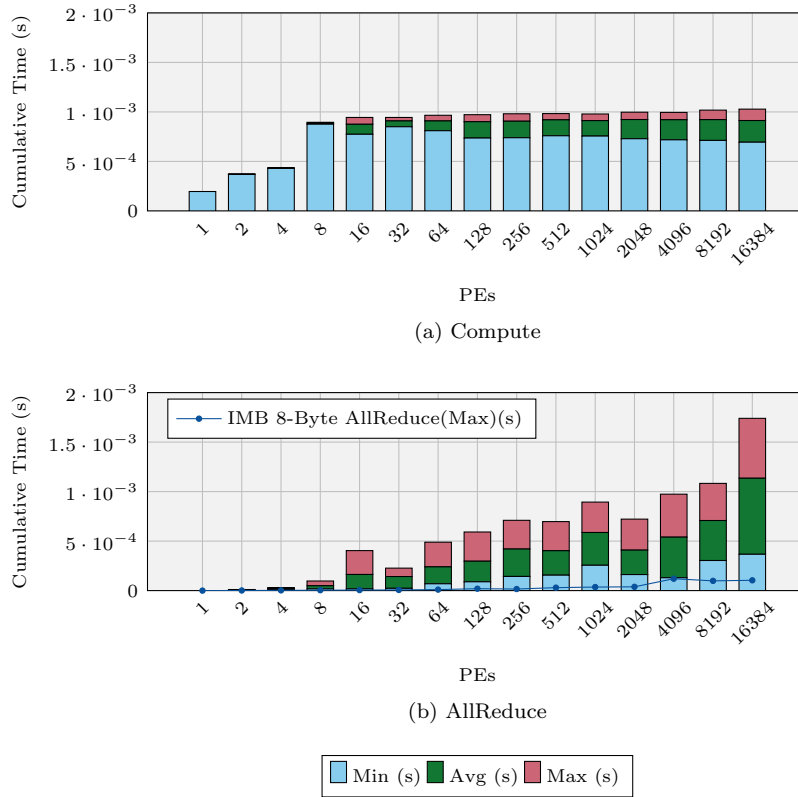 2 · 10⁻³
1.5 · 10⁻³
1 · 10⁻³
5 · 10⁻⁴
0
Cumulative Time (s)
1 2 4 8 16 32 64 128 256 512 1024 2048 4096 8192 16384
PEs
(a) Compute
2 · 10⁻³
1.5 · 10⁻³
1 · 10⁻³
5 · 10⁻⁴
0
Cumulative Time (s)
IMB 8-Byte AllReduce(Max)(s)
1 2 4 8 16 32 64 128 256 512 1024 2048 4096 8192 16384
PEs
(b) AllReduce
Min (s) Avg (s) Max (s)